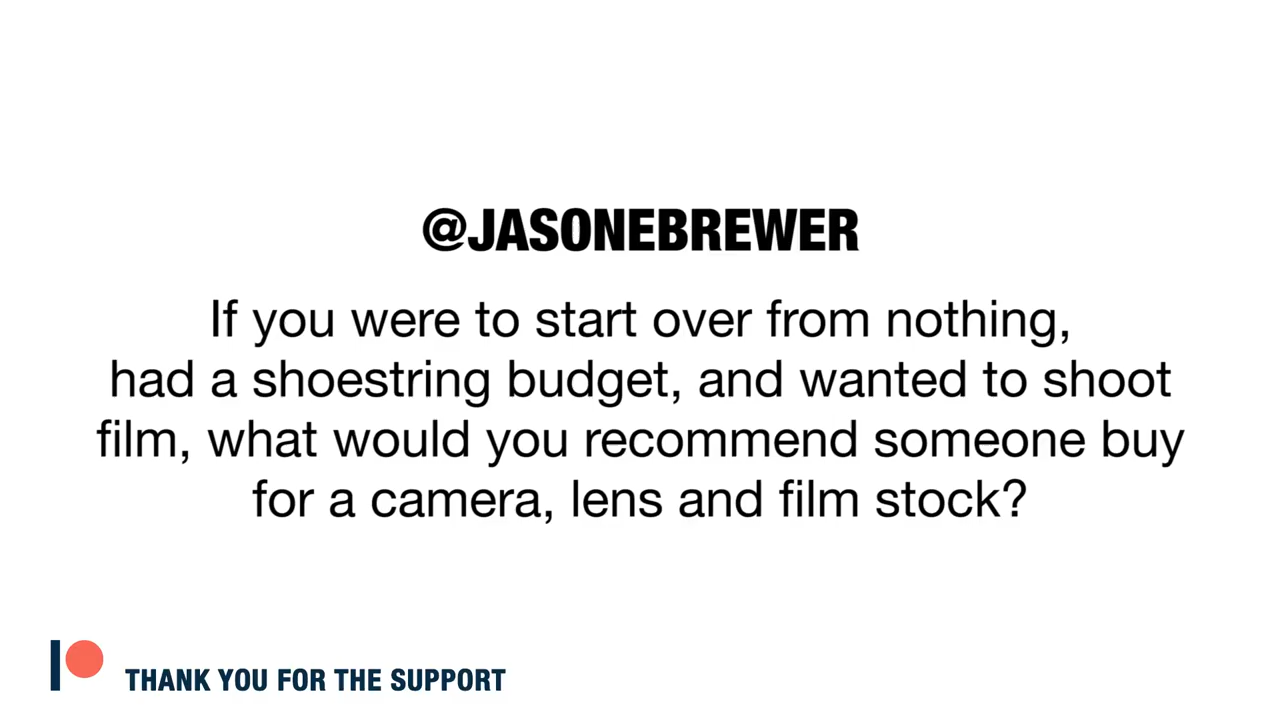 @JASONEBREWER
If you were to start over from nothing,
had a shoestring budget, and wanted to shoot
film, what would you recommend someone buy
for a camera, lens and film stock?
THANK YOU FOR THE SUPPORT